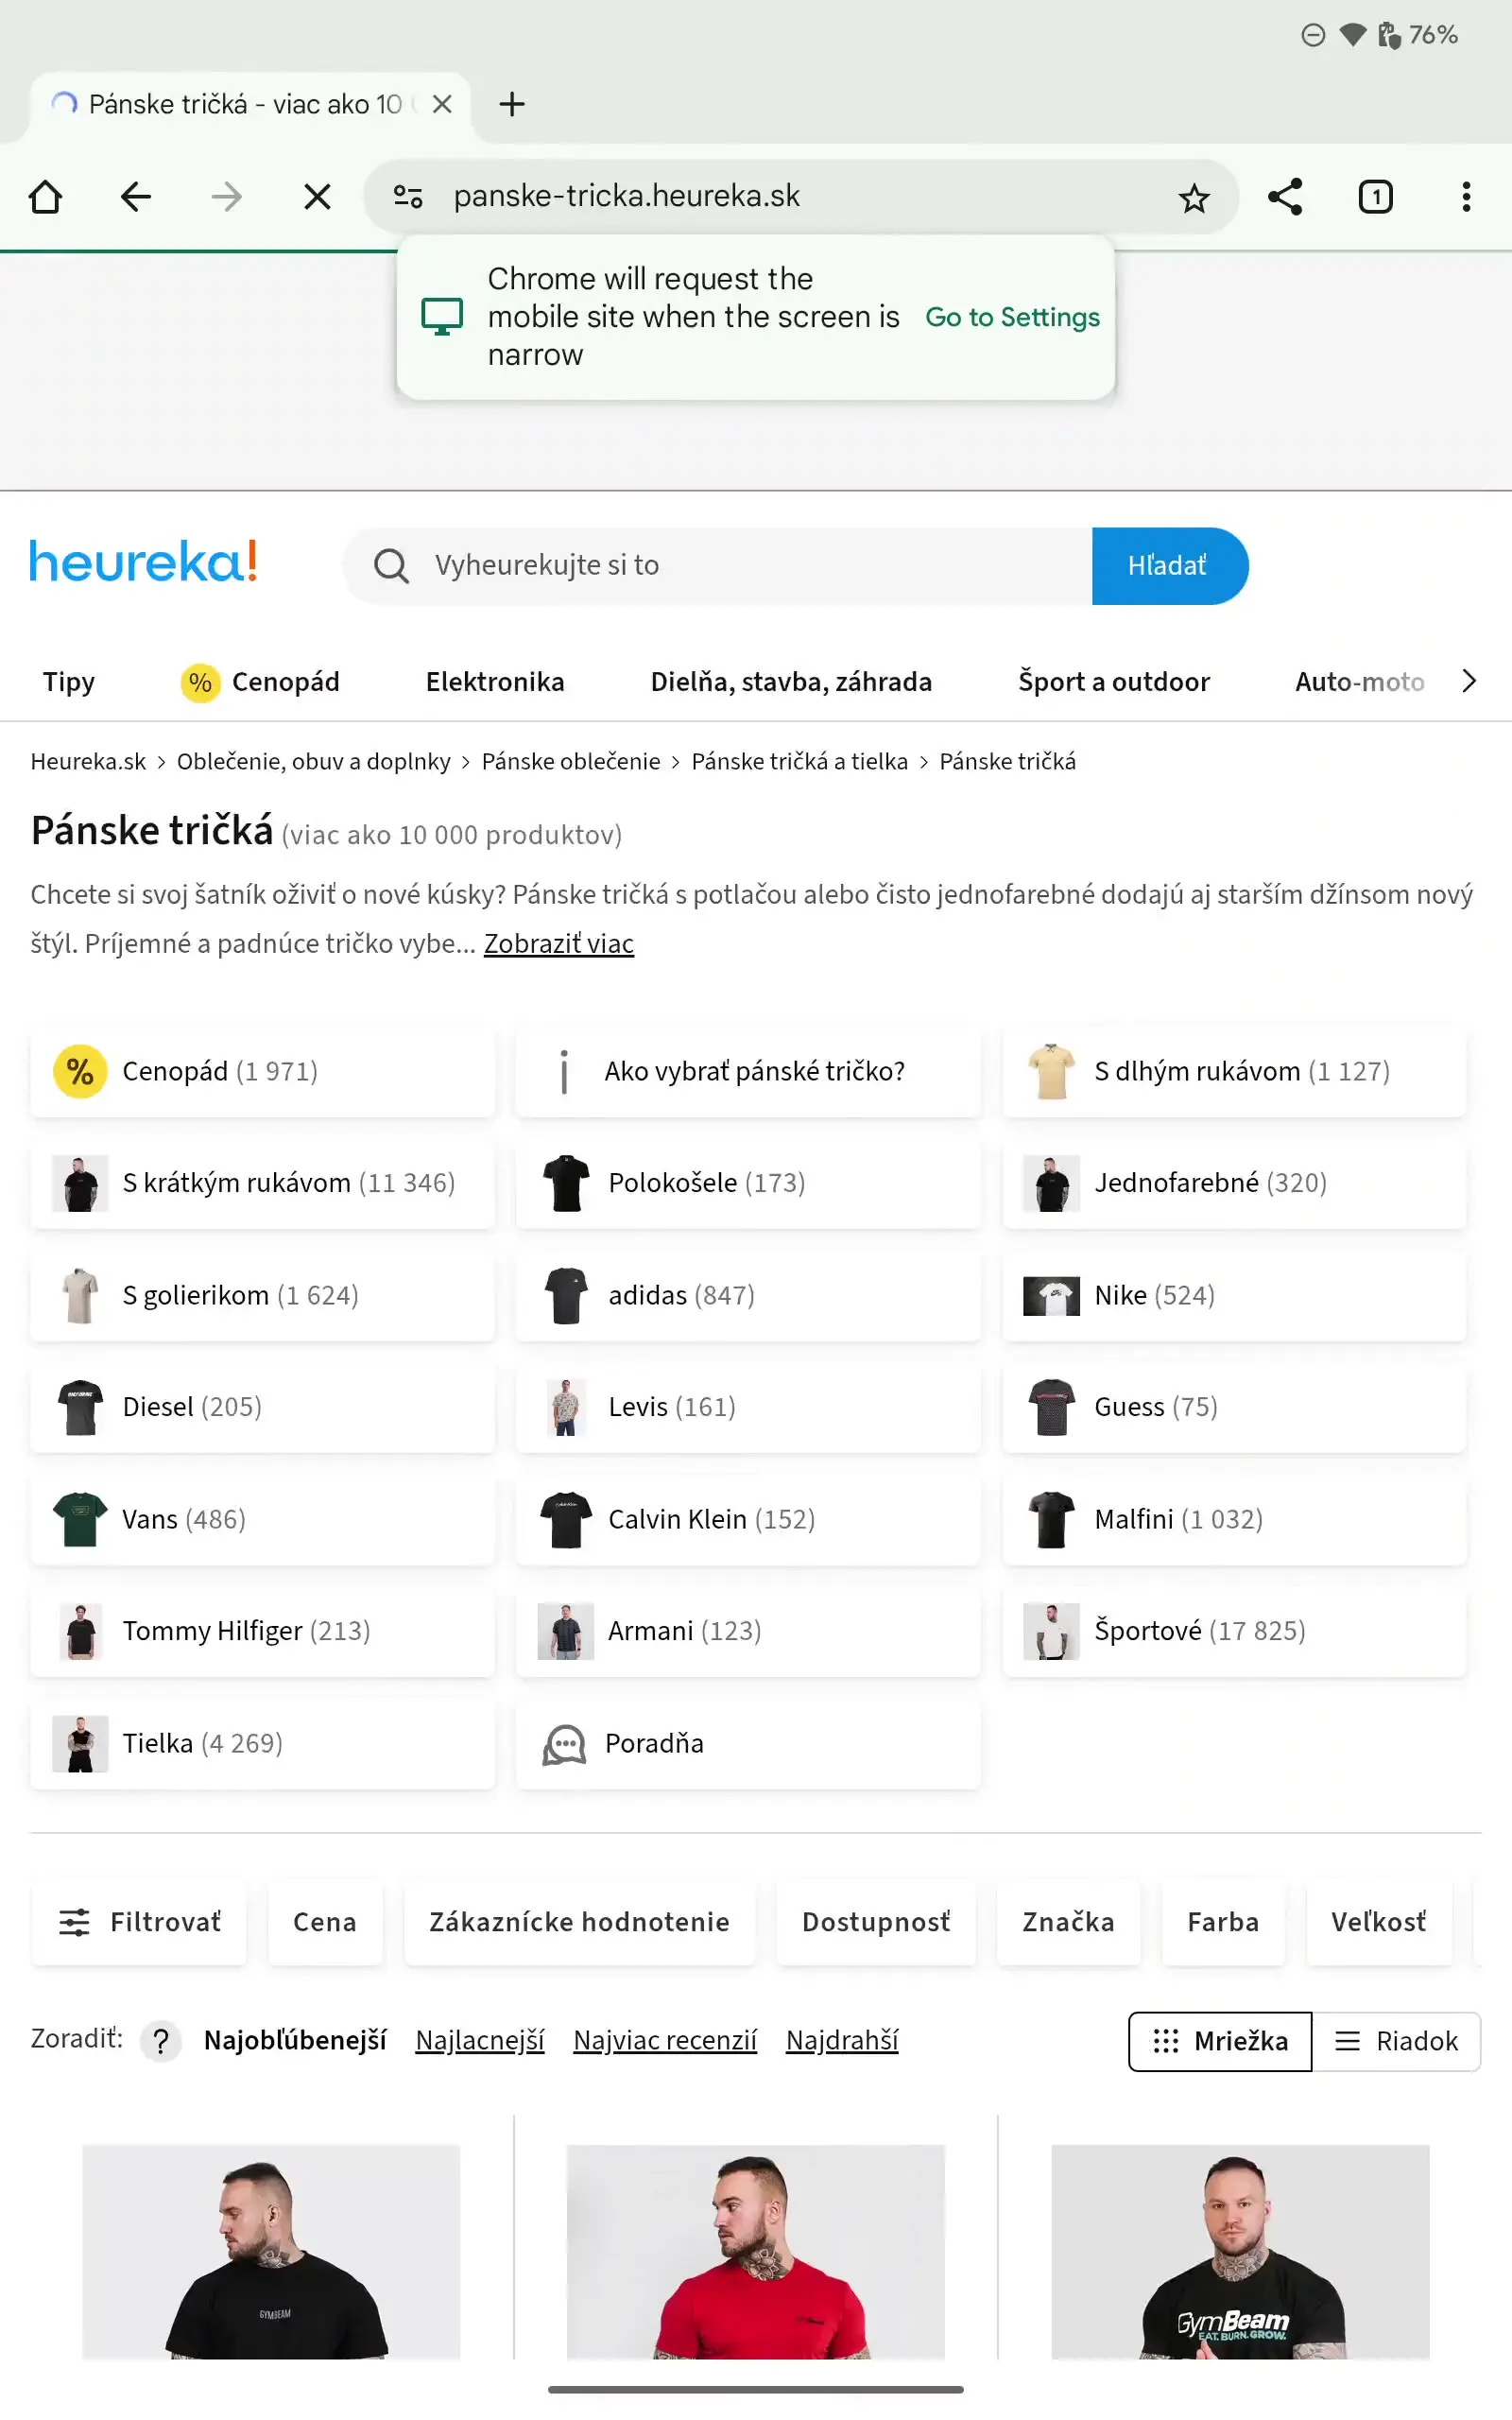 76%
Pánske tričká - viac ako 10
panske-tricka.heureka.sk
1
Chrome will request the
mobile site when the screen is
narrow
Go to Settings
heureka!
Vyheurekujte si to
Hľadať
Tipy
% Cenopád
Elektronika
Dielňa, stavba, záhrada
Šport a outdoor
Auto-moto
Heureka.sk > Oblečenie, obuv a doplnky > Pánske oblečenie > Pánske tričká a tielka > Pánske tričká
Pánske tričká (viac ako 10 000 produktov)
Chcete si svoj šatník oživiť o nové kúsky? Pánske tričká s potlačou alebo čisto jednofarebné dodajú aj starším džínsom nový
štýl. Príjemné a padnúce tričko vybe... Zobraziť viac
% Cenopád (1 971)
Ako vybrať pánské tričko?
S dlhým rukávom (1 127)
S krátkým rukávom (11 346)
Polokošele (173)
Jednofarebné (320)
S golierikom (1 624)
adidas (847)
Nike (524)
Diesel (205)
Levis (161)
Guess (75)
Vans (486)
Calvin Klein (152)
Malfini (1 032)
Tommy Hilfiger (213)
Armani (123)
Športové (17 825)
Tielka (4 269)
Poradňa
Filtrovať
Cena
Zákaznícke hodnotenie
Dostupnosť
Značka
Farba
Veľkosť
Zoradiť: ? Najobľúbenejší Najlacnejší Najviac recenzií Najdrahší
Mriežka
Riadok
GYMBEAM
GymBeam
EAT. BURN. GROW.